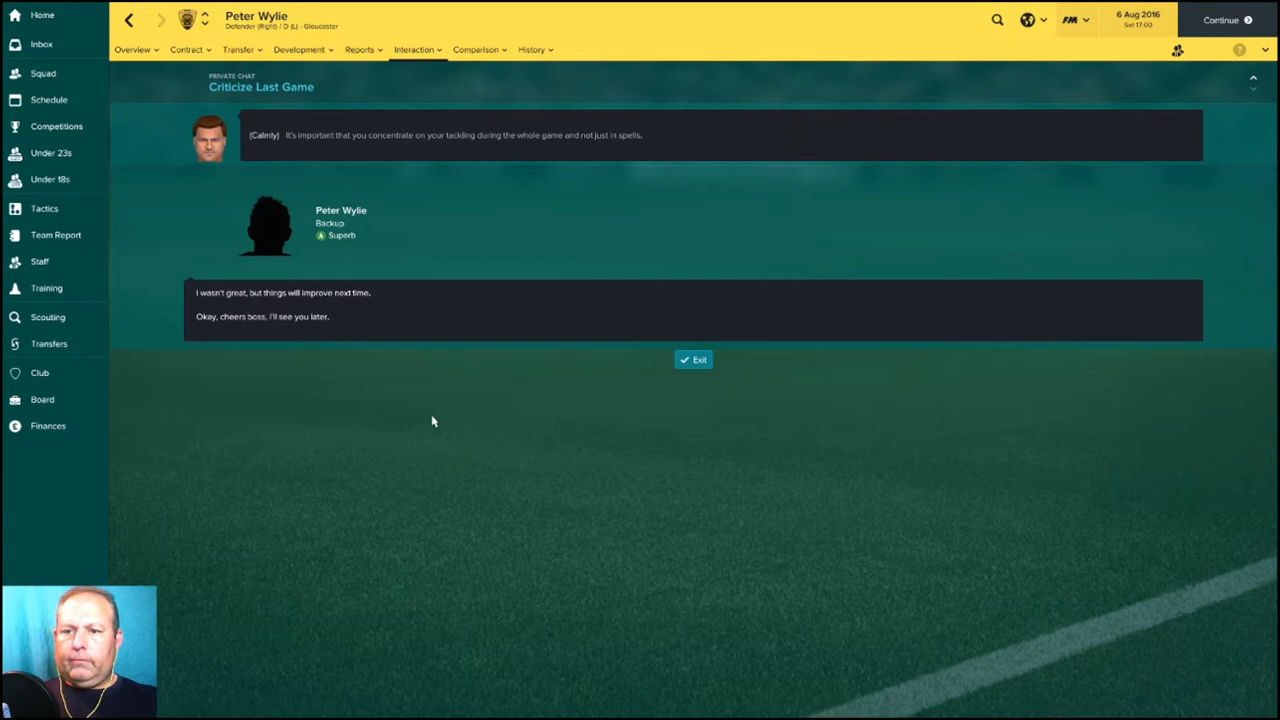 Home
Peter Wylie
Defender (Right) / D (L) - Gloucester
FM
6 Aug 2016
Sat 17:00
Continue
Inbox
Overview Contract Transfer Development Reports Interaction Comparison History
Squad
PRIVATE CHAT
Criticize Last Game
Schedule
Competitions
(Calmly) It's important that you concentrate on your tackling during the whole game and not just in spells.
Under 23s
Under 18s
Tactics
Peter Wylie
Backup
Superb
Team Report
Staff
Training
I wasn't great, but things will improve next time.
Okay, cheers boss, I'll see you later.
Scouting
Transfers
Exit
Club
Board
Finances